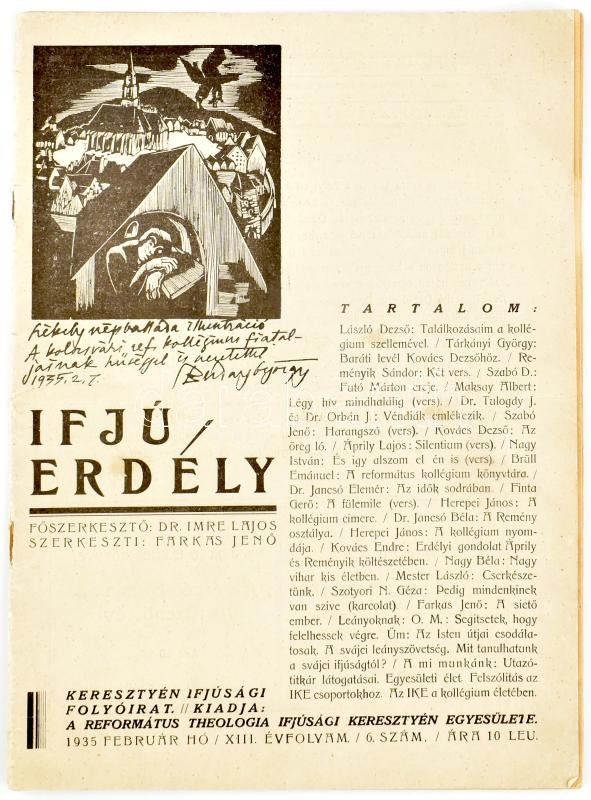 Székely népballada illustráció
A kolozsvári ref. kollégium fiatal-
jainak hűséggel és szeretettel
1935. 2. 7. Buday György
IFJÚ
ERDÉLY
FŐSZERKESZTŐ: DR. IMRE LAJOS
SZERKESZTI: FARKAS JENŐ
TARTALOM:
László Dezső: Találkozásaim a kollé-
gium szellemével. / Tárkányi György:
Baráti levél Kovács Dezsőhöz. / Re-
ményik Sándor: Két vers. / Szabó D.:
Futó Márton ereje. / Maksay Albert:
Légy hív mindhalálig (vers). / Dr. Tulogdy J.
és Dr. Orbán J.: Véndiák emlékezik. / Szabó
Jenő: Harangszó (vers). / Kovács Dezső: Az
öreg ló. / Áprily Lajos: Silentium (vers). / Nagy
István: És így alszom el én is (vers). / Brüll
Emánuel: A református kollégium könyvtára. /
Dr. Jancsó Elemér: Az idők sodrában. / Finta
Gerő: A fülemile (vers). / Herepei János: A
kollégium címere. / Dr. Jancsó Béla: A Remény
osztálya. / Herepei János: A kollégium nyom-
dája. / Kovács Endre: Erdélyi gondolat Áprily
és Reményik költészetében. / Nagy Béla: Nagy
vihar kis életben. / Mester László: Cserkésze-
tünk. / Szotyori N. Géza: Pedig mindenkinek
van szive (karcolat). / Farkas Jenő: A siető
ember. / Leányoknak: O. M.: Segítsetek, hogy
felelhessek végre. Üm: Az Isten útjai csodála-
tosak. A svájci leányszövetség. Mit tanulhatunk
a svájci ifjúságtól? / A mi munkánk: Utazó-
titkár látogatásai. Egyesületi élet. Felszólítás az
IKE csoportokhoz. Az IKE a kollégium életében.
KERESZTYÉN IFJÚSÁGI
FOLYÓIRAT. // KIADJA:
A REFORMÁTUS THEOLOGIA IFJÚSÁGI KERESZTYÉN EGYESÜLETE.
1935 FEBRUÁR HÓ / XIII. ÉVFOLYAM. / 6. SZÁM. / ÁRA 10 LEU.